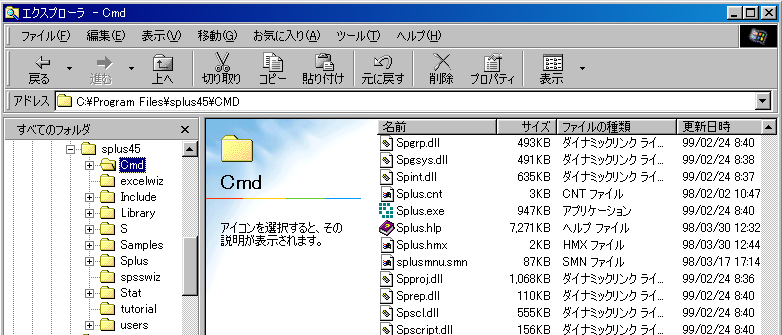 エクスプローラ - Cmd
ファイル(F) 編集(E) 表示(V) 移動(G) お気に入り(A) ツール(T) ヘルプ(H)
戻る 進む 上へ 切り取り コピー 貼り付け 元に戻す 削除 プロパティ 表示
アドレス C:¥Program Files¥splus45¥CMD
すべてのフォルダ
splus45
Cmd
excelwiz
Include
Library
S
Samples
Splus
spsswiz
Stat
tutorial
users
Cmd
アイコンを選択すると、その
説明が表示されます。
名前 サイズ ファイルの種類 更新日時
Spgrp.dll 493KB ダイナミックリンク ライ... 99/02/24 8:40
Spgsys.dll 491KB ダイナミックリンク ライ... 99/02/24 8:38
Spint.dll 635KB ダイナミックリンク ライ... 99/02/24 8:37
Splus.cnt 3KB CNT ファイル 98/02/02 10:47
Splus.exe 947KB アプリケーション 99/02/24 8:40
Splus.hlp 7,271KB ヘルプ ファイル 98/03/30 12:32
Splus.hmx 2KB HMX ファイル 98/03/30 12:44
splusmnu.smn 87KB SMN ファイル 98/03/17 17:14
Spproj.dll 1,068KB ダイナミックリンク ライ... 99/02/24 8:36
Sprep.dll 110KB ダイナミックリンク ライ... 99/02/24 8:40
Spscl.dll 555KB ダイナミックリンク ライ... 99/02/24 8:40
Spscript.dll 156KB ダイナミックリンク ライ... 99/02/24 8:40